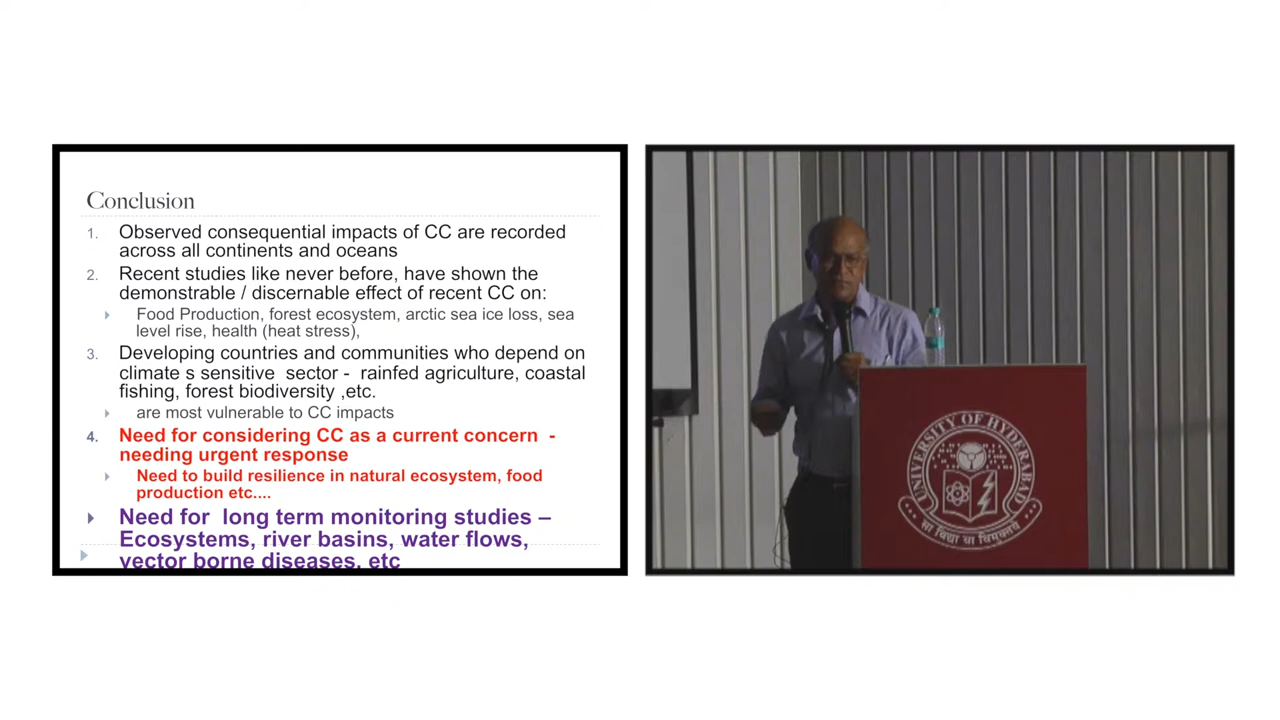 Conclusion
1. Observed consequential impacts of CC are recorded
across all continents and oceans
2. Recent studies like never before, have shown the
demonstrable / discernable effect of recent CC on:
Food Production, forest ecosystem, arctic sea ice loss, sea
level rise, health (heat stress),
3. Developing countries and communities who depend on
climate s sensitive sector - rainfed agriculture, coastal
fishing, forest biodiversity ,etc.
are most vulnerable to CC impacts
4. Need for considering CC as a current concern -
needing urgent response
Need to build resilience in natural ecosystem, food
production etc....
Need for long term monitoring studies –
Ecosystems, river basins, water flows,
vector borne diseases, etc
UNIVERSITY OF HYDERABAD
सा विद्या या विमुक्तये